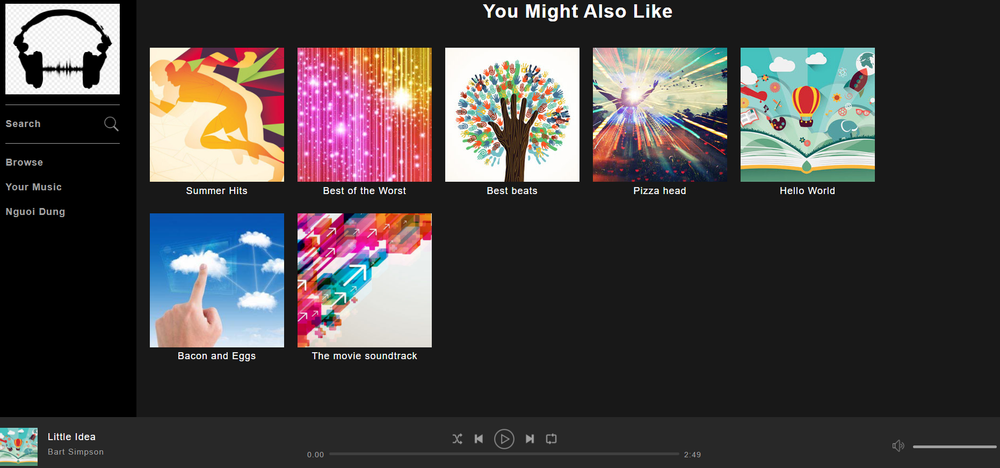 You Might Also Like
Search
Browse
Your Music
Nguoi Dung
Summer Hits
Best of the Worst
Best beats
Pizza head
Hello World
Bacon and Eggs
The movie soundtrack
Little Idea
Bart Simpson
0.00
2:49